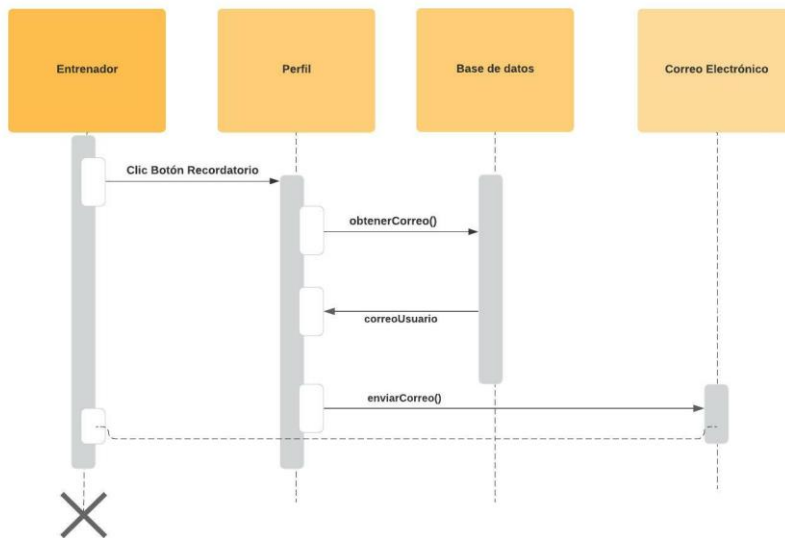 Entrenador
Perfil
Base de datos
Correo Electrónico
Clic Botón Recordatorio
obtenerCorreo()
correoUsuario
enviarCorreo()